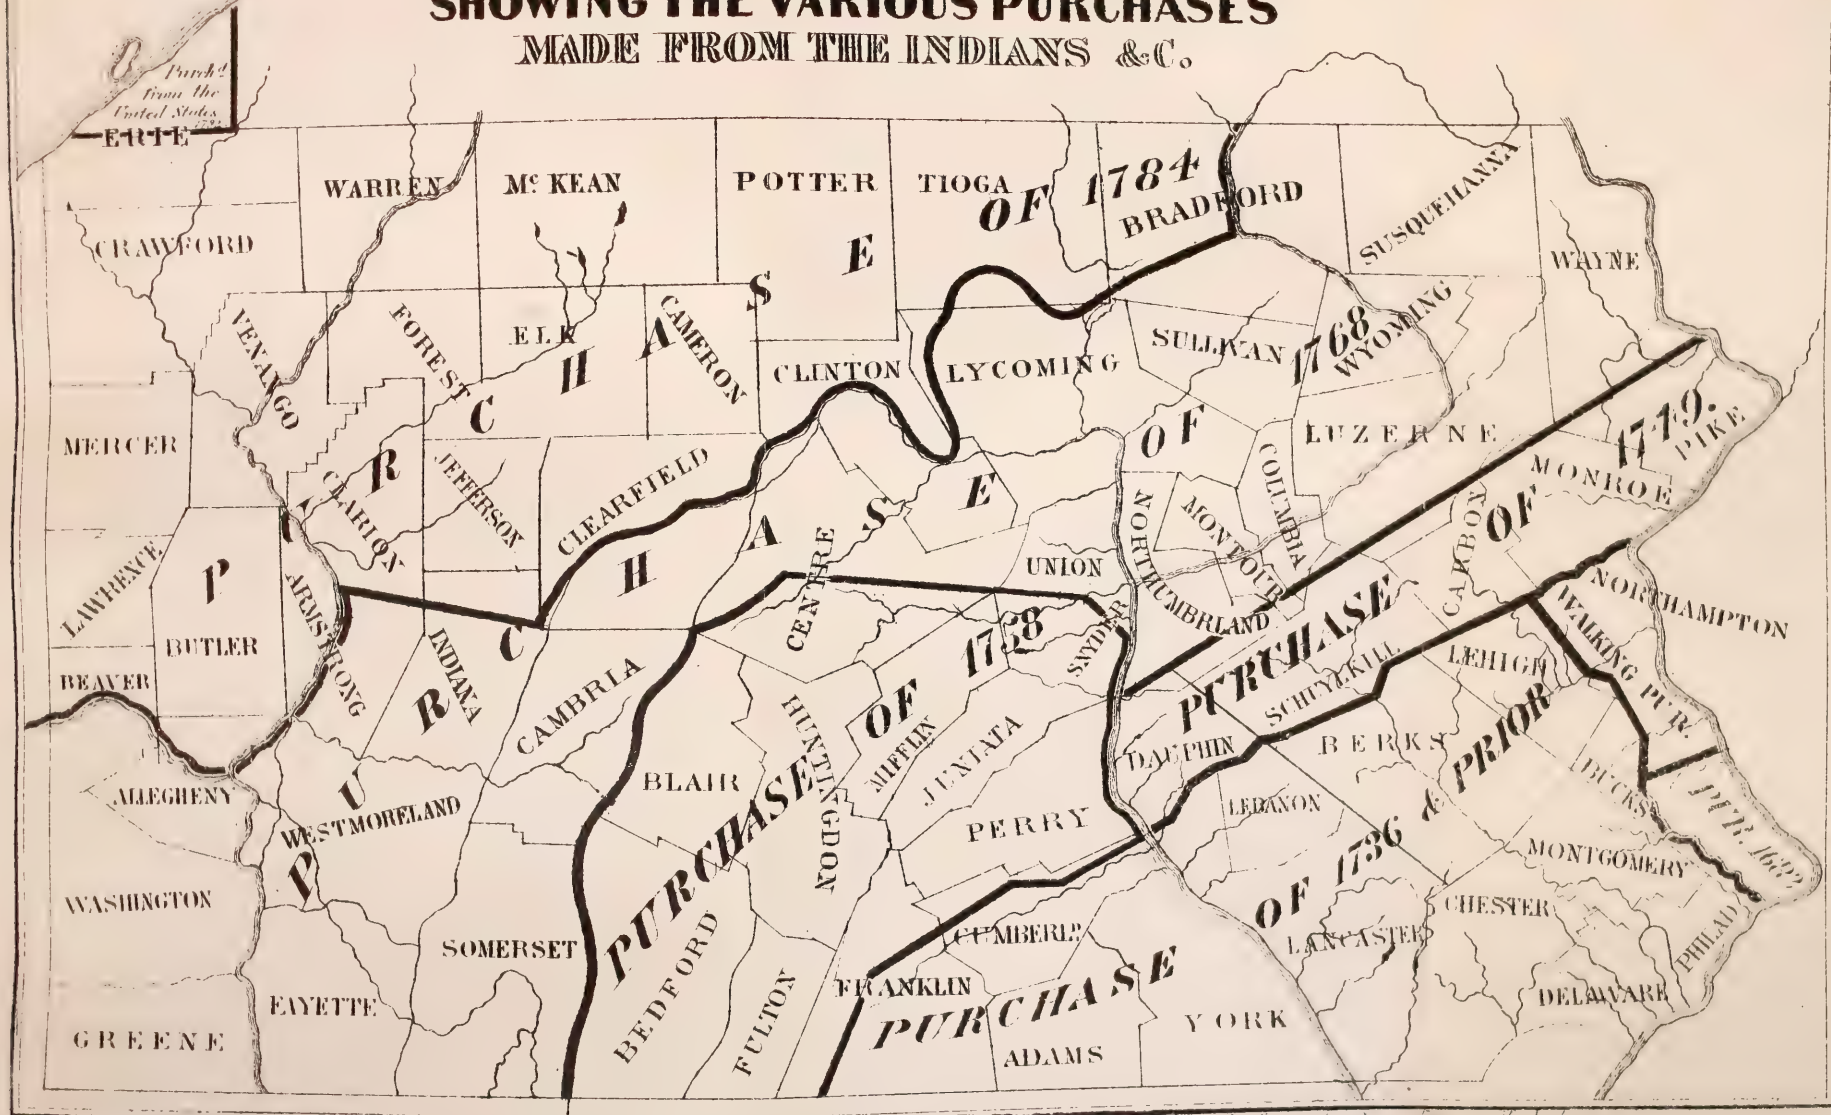 SHOWING THE VARIOUS PURCHASES
MADE FROM THE INDIANS &C.
Purchd
from the
United States
ERIE
WARREN
Mc KEAN
POTTER
TIOGA
BRADFORD
SUSQUEHANNA
WAYNE
CRAWFORD
VENANGO
FOREST
ELK
CAMERON
CLINTON
LYCOMING
SULLIVAN
WYOMING
MERCER
CLARION
JEFFERSON
CLEARFIELD
CENTRE
UNION
NORTHUMBRLAND
MONTOUR
COLUMBIA
LUZERNE
MONROE
PIKE
CARBON
LAWRENCE
BUTLER
ARMSTRONG
INDIANA
CAMBRIA
BEAVER
ALLEGHENY
WESTMORELAND
BLAIR
HUNTINGDON
MIFFLIN
JUNIATA
SNYDER
PERRY
DAUPHIN
SCHUYLKILL
LEHIGH
NORTHAMPTON
BERKS
LEBANON
BUCKS
MONTGOMERY
WASHINGTON
SOMERSET
BEDFORD
FULTON
FRANKLIN
CUMBERLD.
LANCASTER
CHESTER
PHILAD
DELAWARE
GREENE
FAYETTE
ADAMS
YORK
PURCHASE OF 1784
PURCHASE OF 1768
PURCHASE OF 1749.
PURCHASE OF 1758
PURCHASE OF 1736 & PRIOR
WALKING PUR.
PUR. 1682